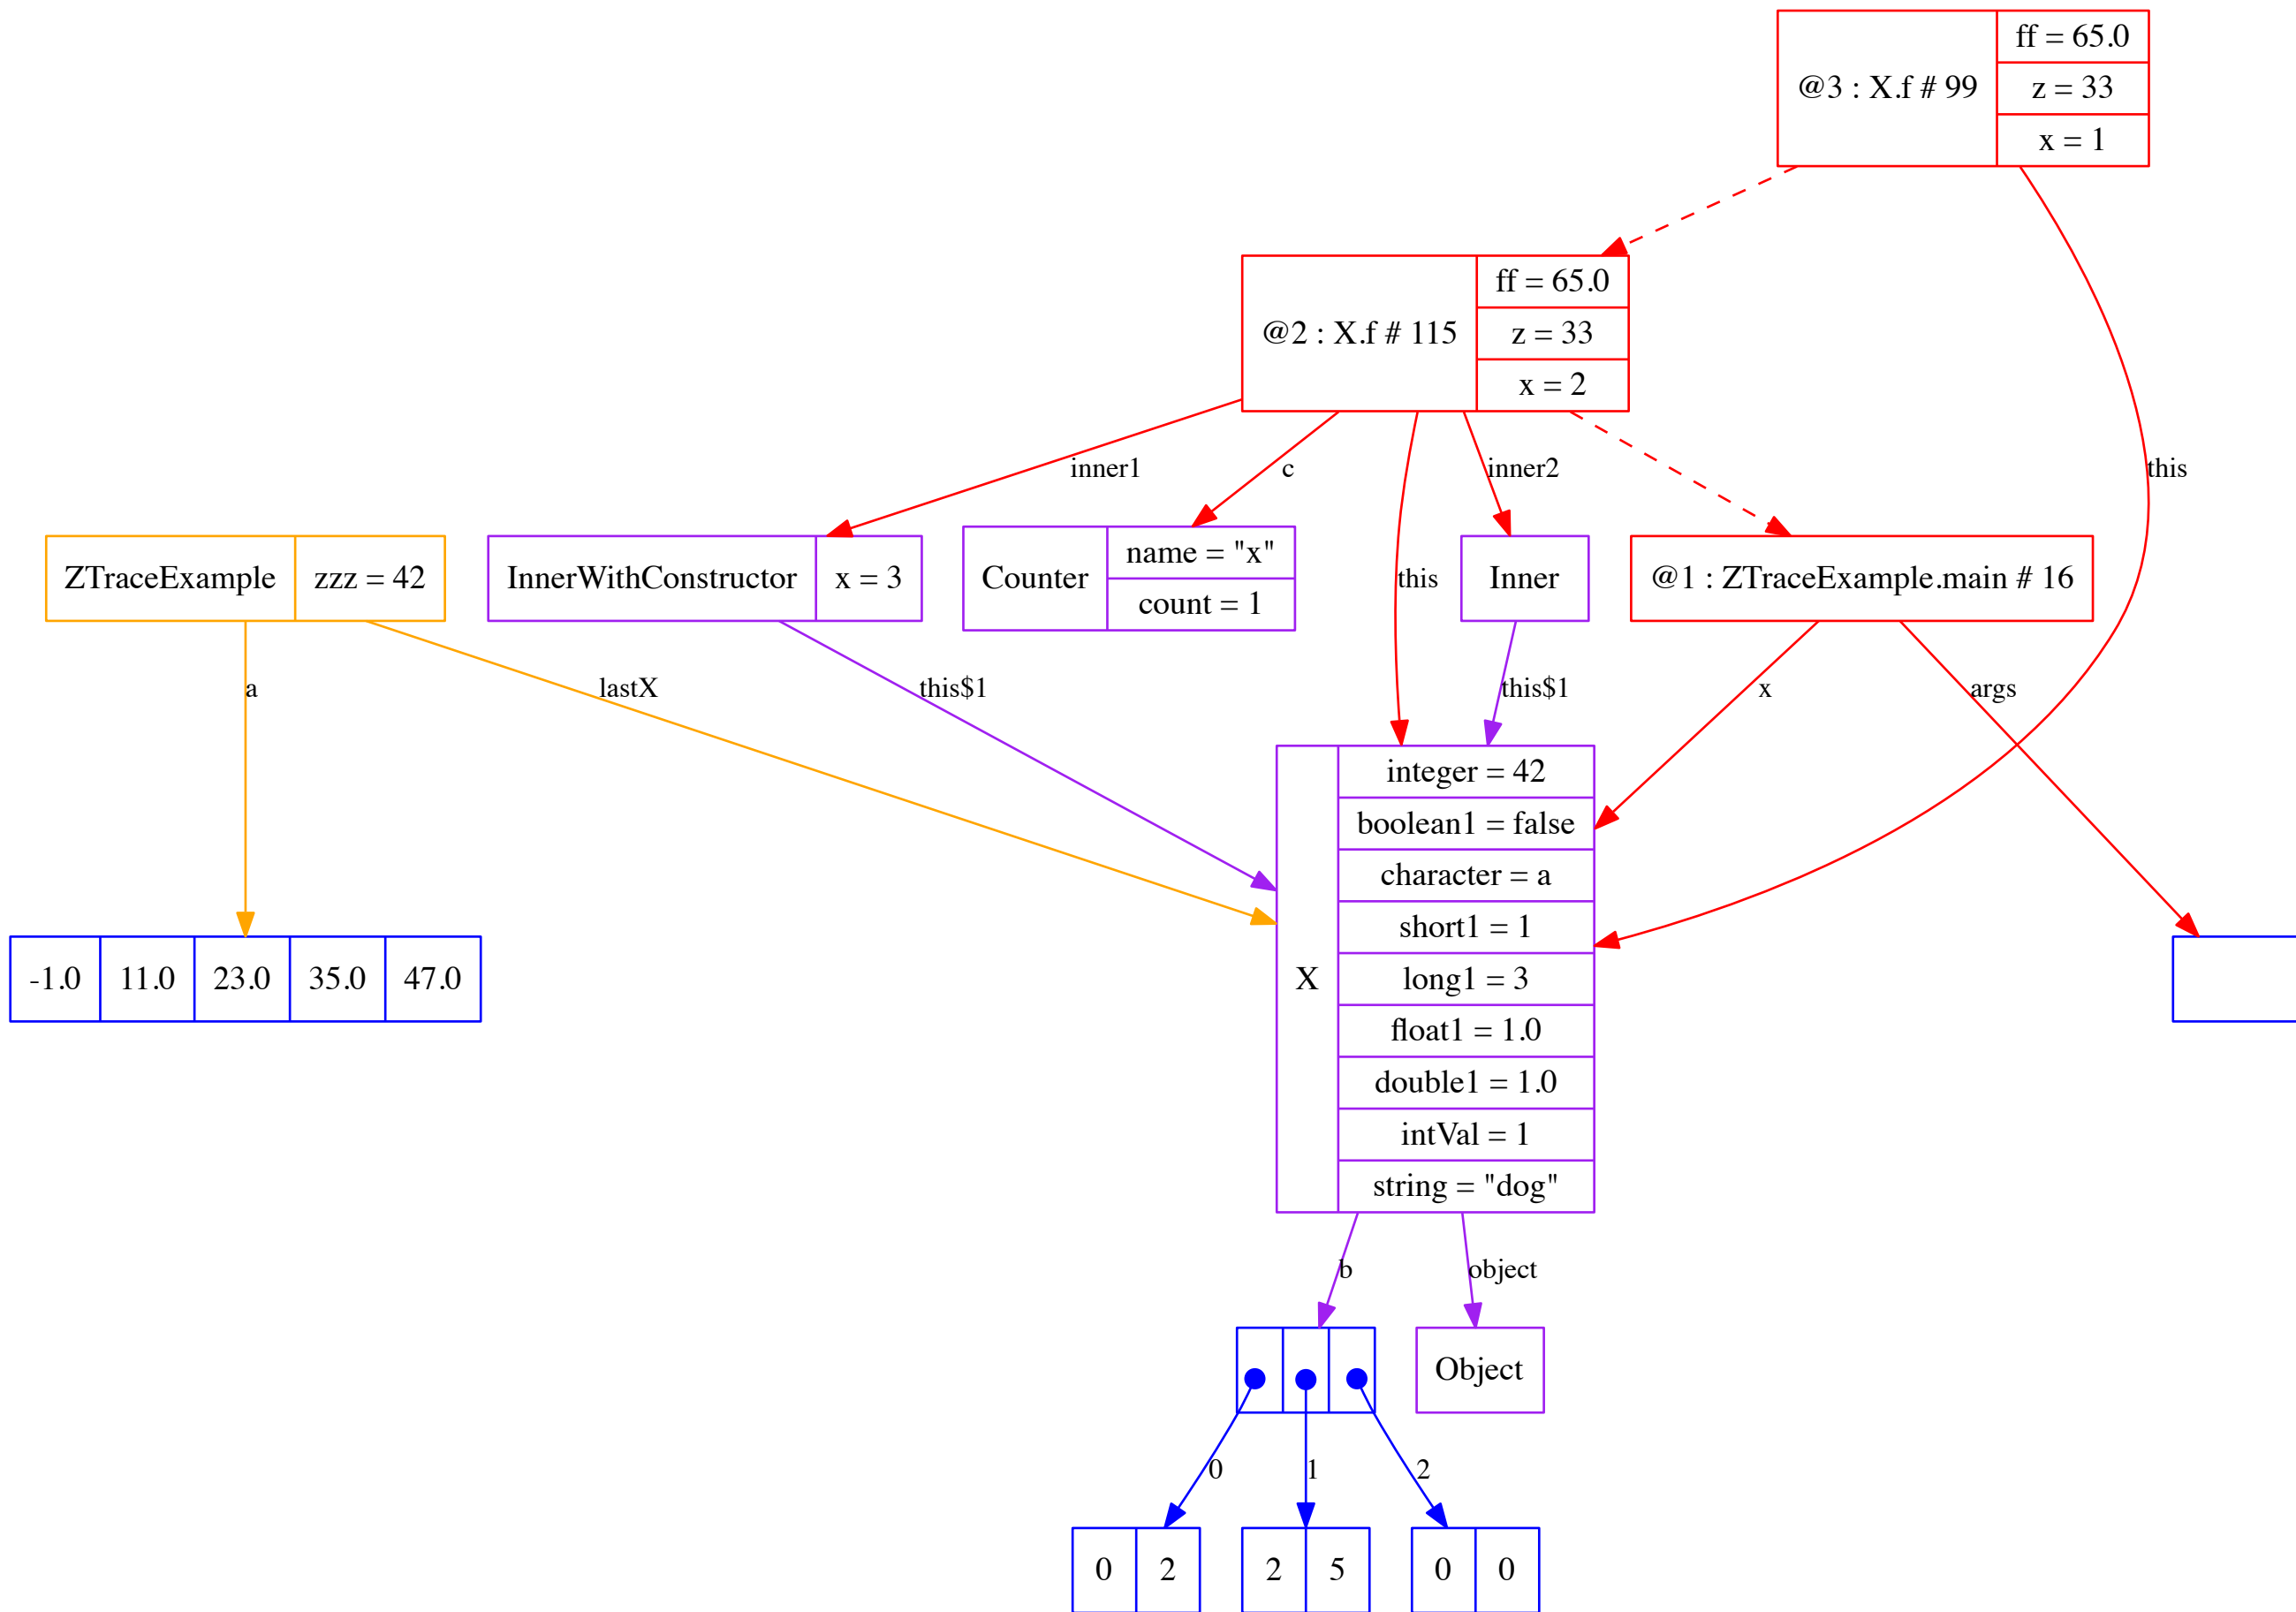 @3 : X.f # 99
ff = 65.0
z = 33
x = 1
@2 : X.f # 115
ff = 65.0
z = 33
x = 2
inner1
c
inner2
this
ZTraceExample
zzz = 42
InnerWithConstructor
x = 3
Counter
name = "x"
count = 1
this
Inner
@1 : ZTraceExample.main # 16
a
lastX
this$1
this$1
x
args
X
integer = 42
boolean1 = false
character = a
short1 = 1
long1 = 3
float1 = 1.0
double1 = 1.0
intVal = 1
string = "dog"
-1.0 11.0 23.0 35.0 47.0
b
object
Object
0
1
2
0 2
2 5
0 0